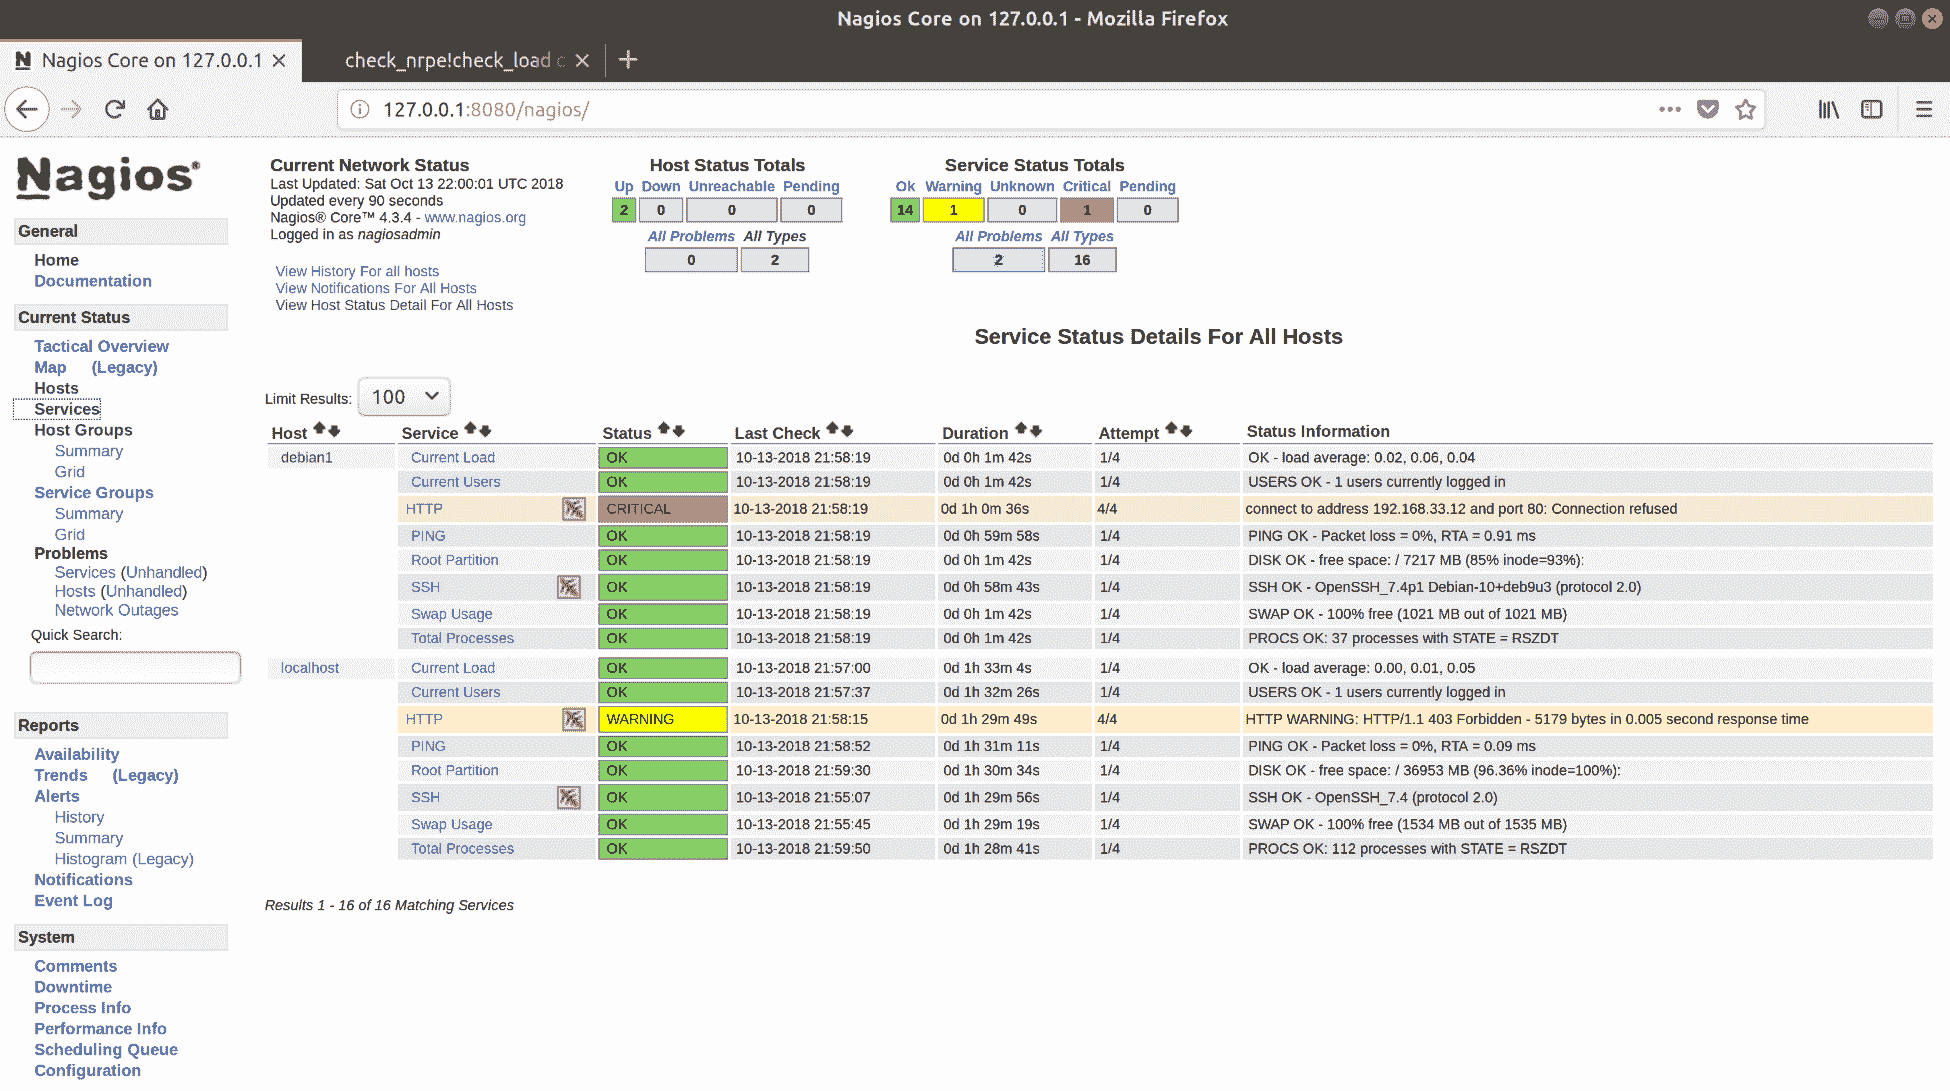 Nagios Core on 127.0.0.1 - Mozilla Firefox
Nagios Core on 127.0.0.1
check_nrpe!check_load c
127.0.0.1:8080/nagios/
Nagios®
General
Home
Documentation
Current Status
Tactical Overview
Map (Legacy)
Hosts
Services
Host Groups
Summary
Grid
Service Groups
Summary
Grid
Problems
Services (Unhandled)
Hosts (Unhandled)
Network Outages
Quick Search:
Reports
Availability
Trends (Legacy)
Alerts
History
Summary
Histogram (Legacy)
Notifications
Event Log
System
Comments
Downtime
Process Info
Performance Info
Scheduling Queue
Configuration
Current Network Status
Last Updated: Sat Oct 13 22:00:01 UTC 2018
Updated every 90 seconds
Nagios® Core™ 4.3.4 - www.nagios.org
Logged in as nagiosadmin
View History For all hosts
View Notifications For All Hosts
View Host Status Detail For All Hosts
Host Status Totals
Up Down Unreachable Pending
2 0 0 0
All Problems All Types
0 2
Service Status Totals
Ok Warning Unknown Critical Pending
14 1 0 1 0
All Problems All Types
2 16
Service Status Details For All Hosts
Limit Results: 100
Host Service Status Last Check Duration Attempt Status Information
debian1 Current Load OK 10-13-2018 21:58:19 0d 0h 1m 42s 1/4 OK - load average: 0.02, 0.06, 0.04
Current Users OK 10-13-2018 21:58:19 0d 0h 1m 42s 1/4 USERS OK - 1 users currently logged in
HTTP CRITICAL 10-13-2018 21:58:19 0d 1h 0m 36s 4/4 connect to address 192.168.33.12 and port 80: Connection refused
PING OK 10-13-2018 21:58:19 0d 0h 59m 58s 1/4 PING OK - Packet loss = 0%, RTA = 0.91 ms
Root Partition OK 10-13-2018 21:58:19 0d 0h 1m 42s 1/4 DISK OK - free space: / 7217 MB (85% inode=93%):
SSH OK 10-13-2018 21:58:19 0d 0h 58m 43s 1/4 SSH OK - OpenSSH_7.4p1 Debian-10+deb9u3 (protocol 2.0)
Swap Usage OK 10-13-2018 21:58:19 0d 0h 1m 42s 1/4 SWAP OK - 100% free (1021 MB out of 1021 MB)
Total Processes OK 10-13-2018 21:58:19 0d 0h 1m 42s 1/4 PROCS OK: 37 processes with STATE = RSZDT
localhost Current Load OK 10-13-2018 21:57:00 0d 1h 33m 4s 1/4 OK - load average: 0.00, 0.01, 0.05
Current Users OK 10-13-2018 21:57:37 0d 1h 32m 26s 1/4 USERS OK - 1 users currently logged in
HTTP WARNING 10-13-2018 21:58:15 0d 1h 29m 49s 4/4 HTTP WARNING: HTTP/1.1 403 Forbidden - 5179 bytes in 0.005 second response time
PING OK 10-13-2018 21:58:52 0d 1h 31m 11s 1/4 PING OK - Packet loss = 0%, RTA = 0.09 ms
Root Partition OK 10-13-2018 21:59:30 0d 1h 30m 34s 1/4 DISK OK - free space: / 36953 MB (96.36% inode=100%):
SSH OK 10-13-2018 21:55:07 0d 1h 29m 56s 1/4 SSH OK - OpenSSH_7.4 (protocol 2.0)
Swap Usage OK 10-13-2018 21:55:45 0d 1h 29m 19s 1/4 SWAP OK - 100% free (1534 MB out of 1535 MB)
Total Processes OK 10-13-2018 21:59:50 0d 1h 28m 41s 1/4 PROCS OK: 112 processes with STATE = RSZDT
Results 1 - 16 of 16 Matching Services